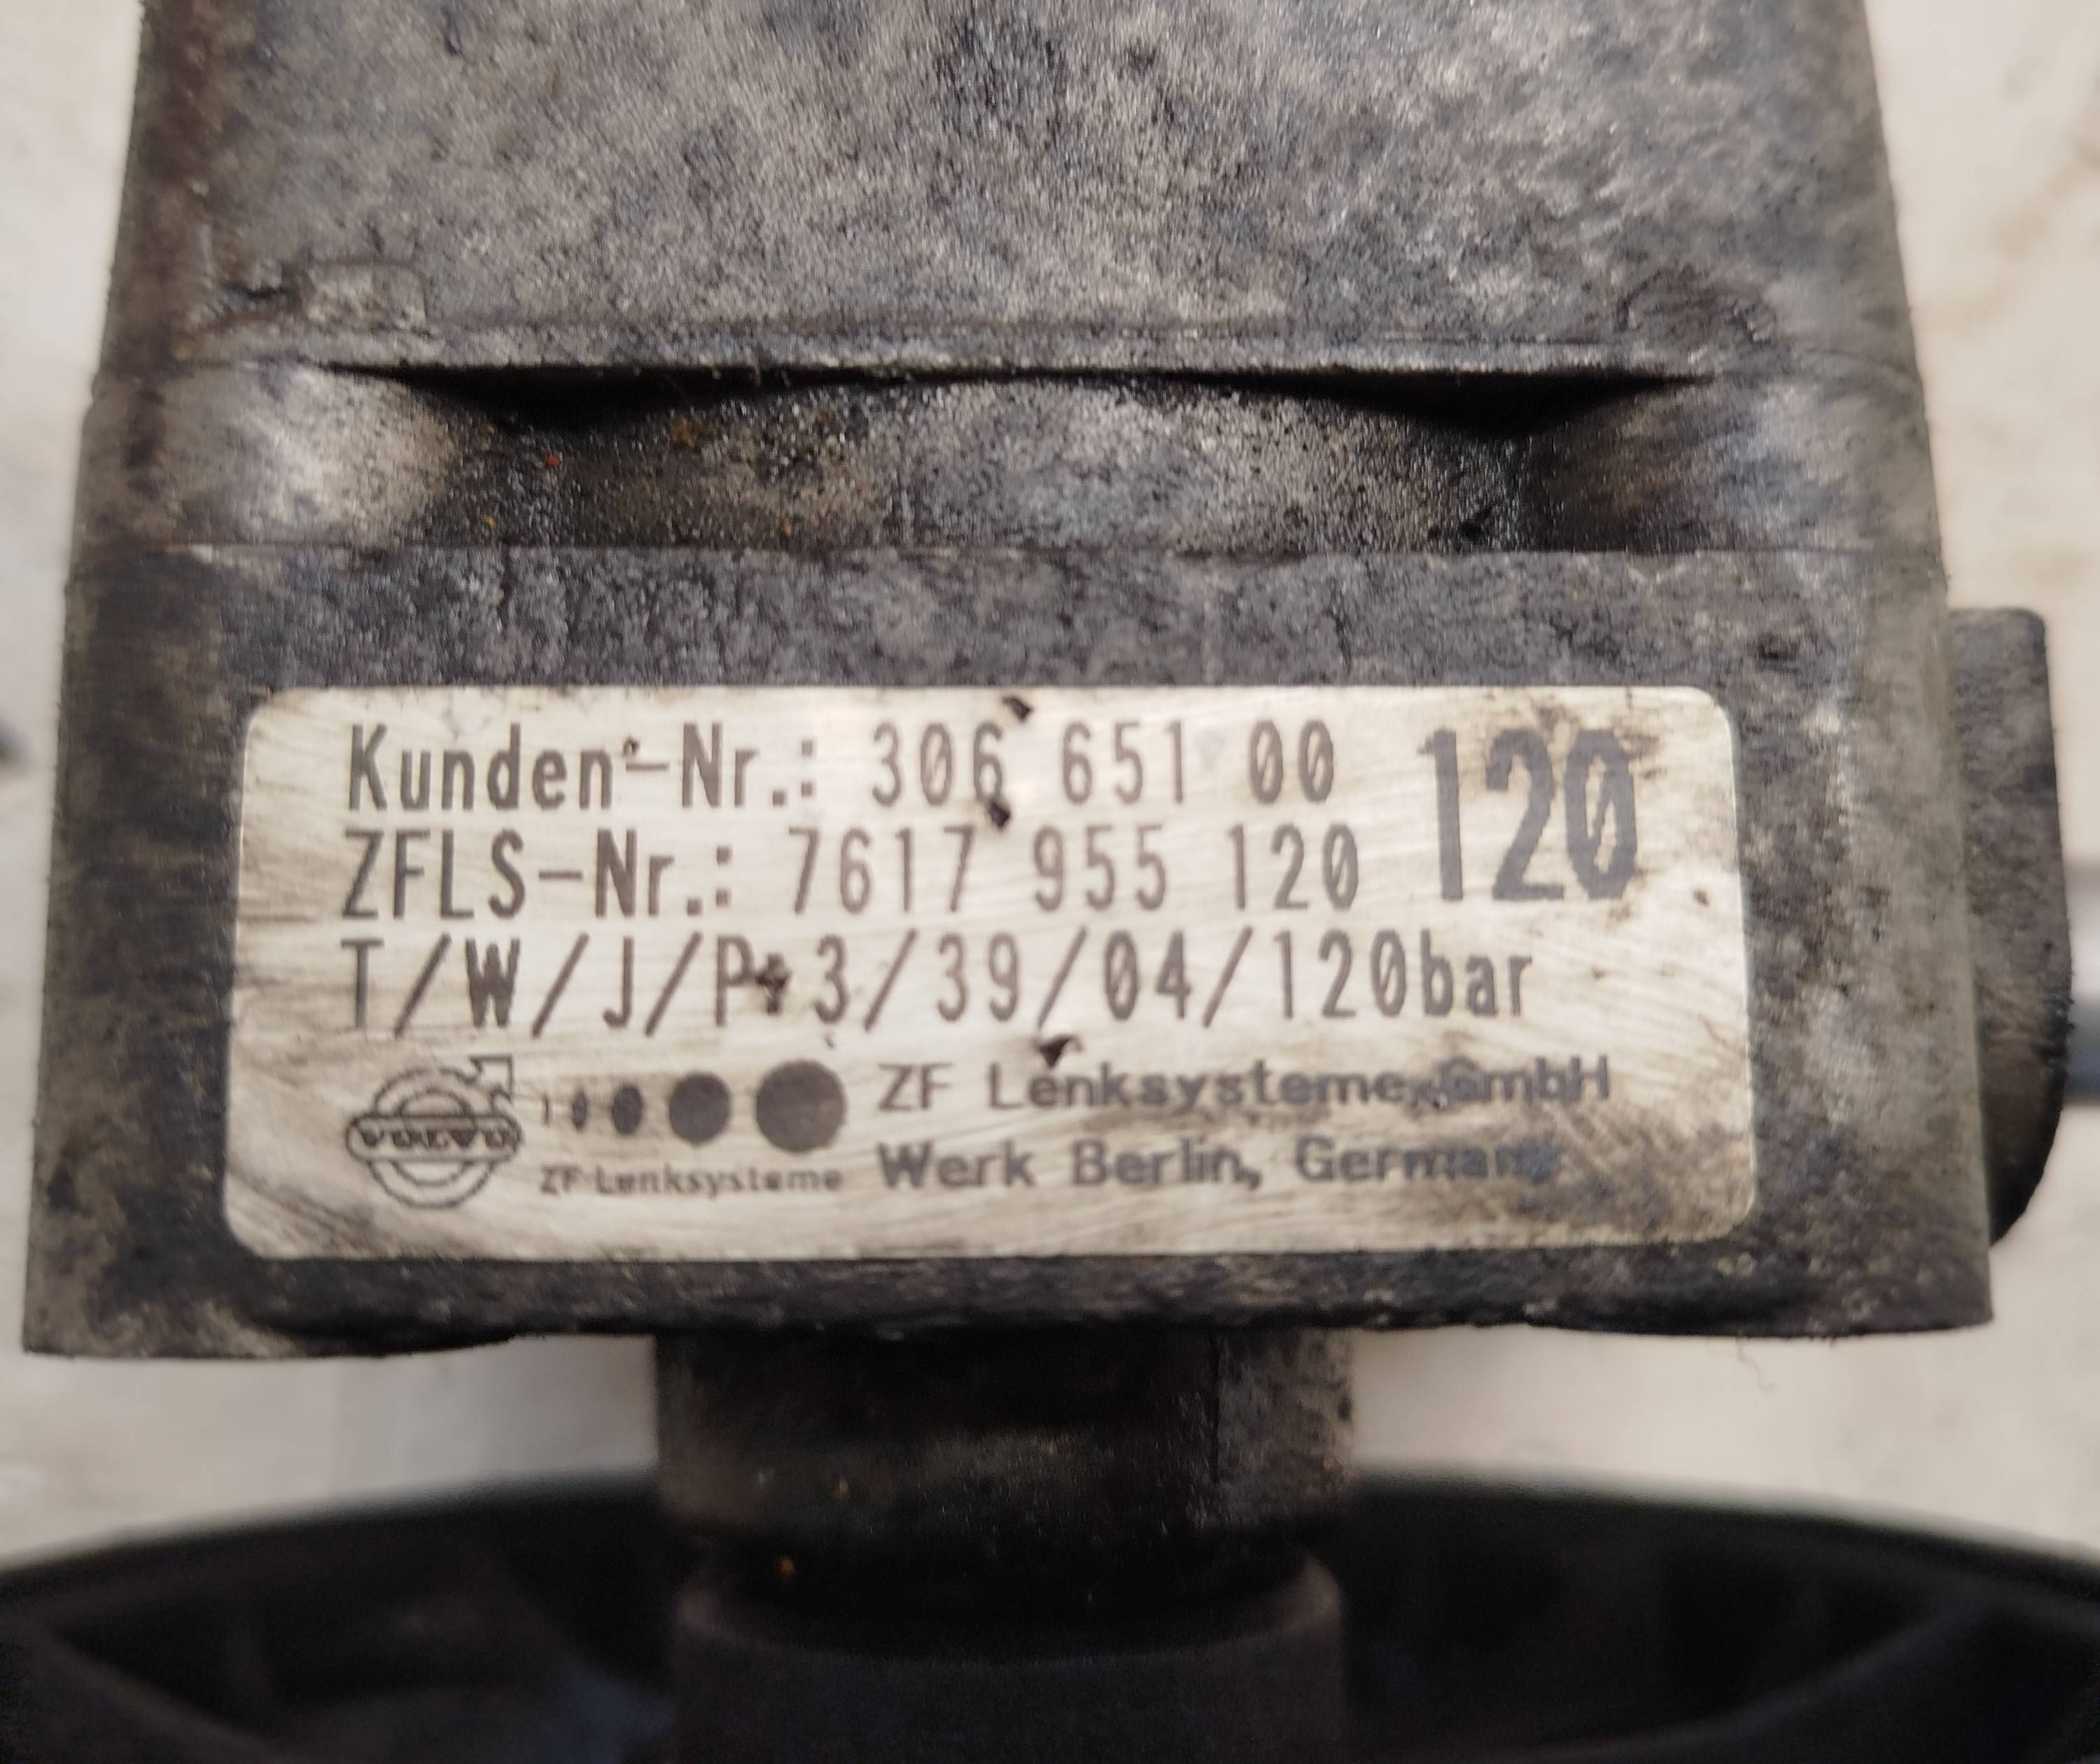 Kunden-Nr.: 306 651 00
ZFLS-Nr.: 7617 955 120
120
T/W/J/P: 3/39/04/120bar
VOLVO
ZF Lenksysteme
ZF Lenksysteme GmbH
Werk Berlin, Germany